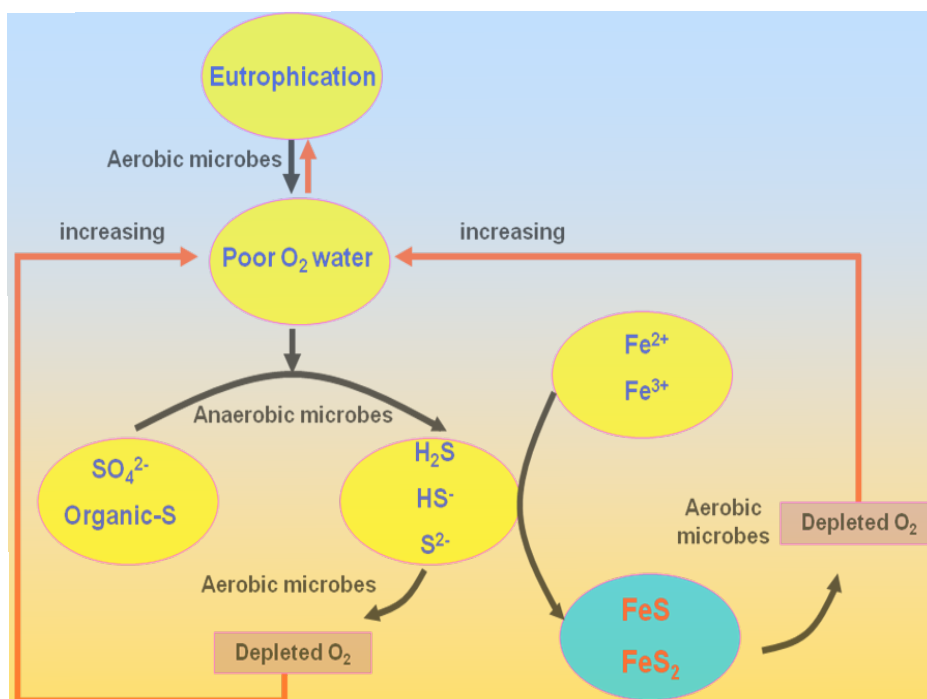 Eutrophication
Aerobic microbes
increasing
increasing
Poor O₂ water
Fe²⁺
Fe³⁺
Anaerobic microbes
SO₄²⁻
Organic-S
H₂S
HS⁻
S²⁻
Aerobic
microbes
Depleted O₂
Aerobic microbes
FeS
FeS₂
Depleted O₂